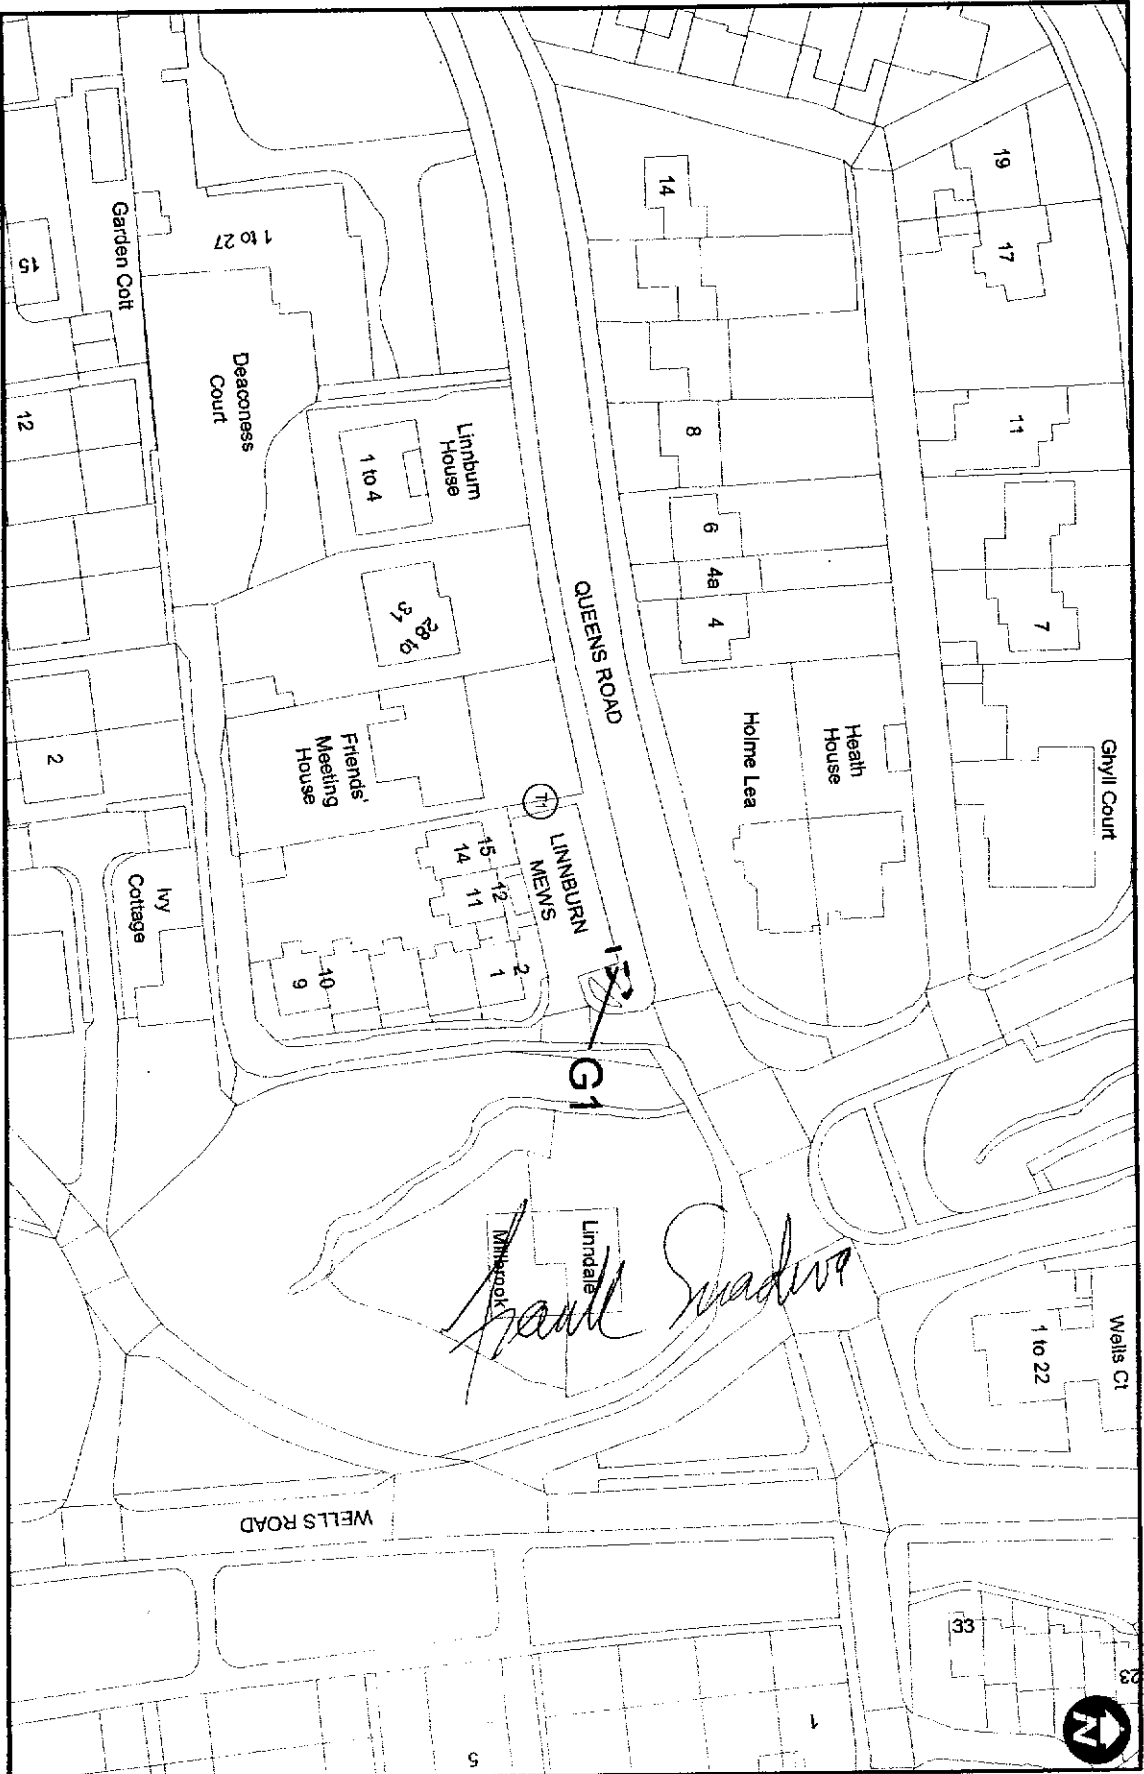 19
17
14
1 to 27
Garden Cott
15
Deaconess
Court
12
Linnburn
House
1 to 4
8
11
6
4a
4
7
QUEENS ROAD
28 to
31
Friends'
Meeting
House
2
Holme Lea
Heath
House
Ghyll Court
T1
LINNBURN
MEWS
15
14
12
11
2
1
10
9
Ivy
Cottage
G1
Linndale
Millbrook
Wells Ct
1 to 22
WELLS ROAD
33
23
1
5
N